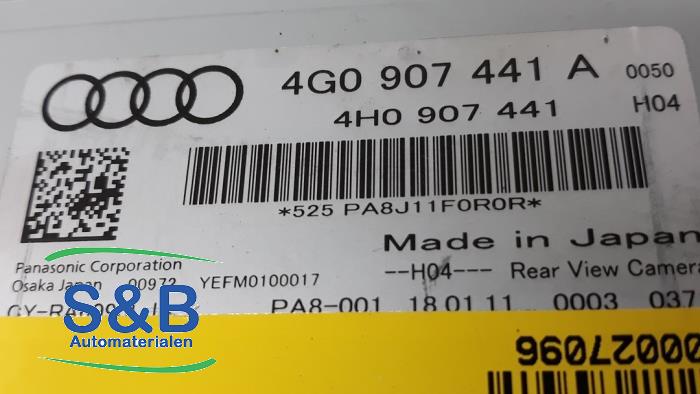 4G0 907 441 A 0050
4H0 907 441 H04
*525 PA8J11F0R0R*
Made in Japan
Panasonic Corporation
Osaka Japan 00972 YEFM0100017
--H04--- Rear View Camera
PA8-001 18 01 11 0003 037
S&B
Automaterialen
00027096